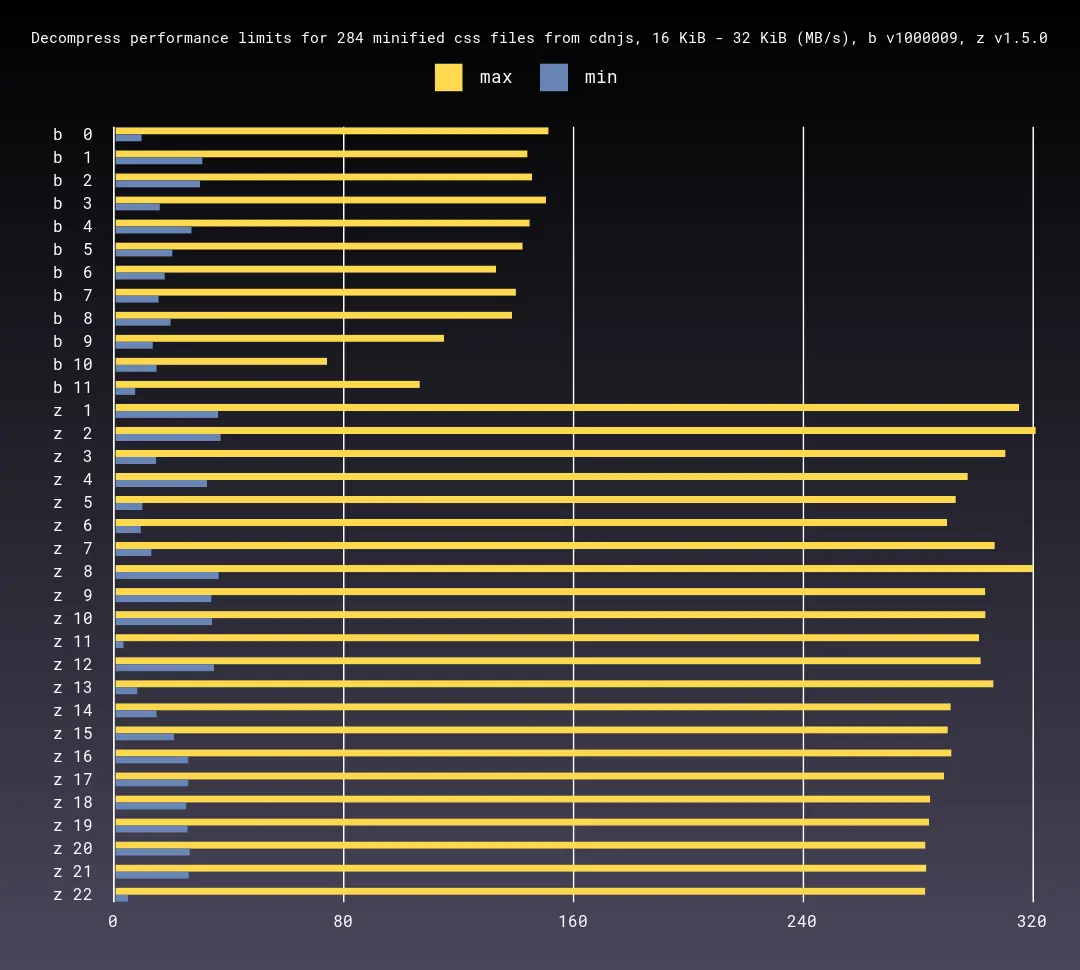 Decompress performance limits for 284 minified css files from cdnjs, 16 KiB - 32 KiB (MB/s), b v1000009, z v1.5.0
max min
b 0
b 1
b 2
b 3
b 4
b 5
b 6
b 7
b 8
b 9
b 10
b 11
z 1
z 2
z 3
z 4
z 5
z 6
z 7
z 8
z 9
z 10
z 11
z 12
z 13
z 14
z 15
z 16
z 17
z 18
z 19
z 20
z 21
z 22
0 80 160 240 320